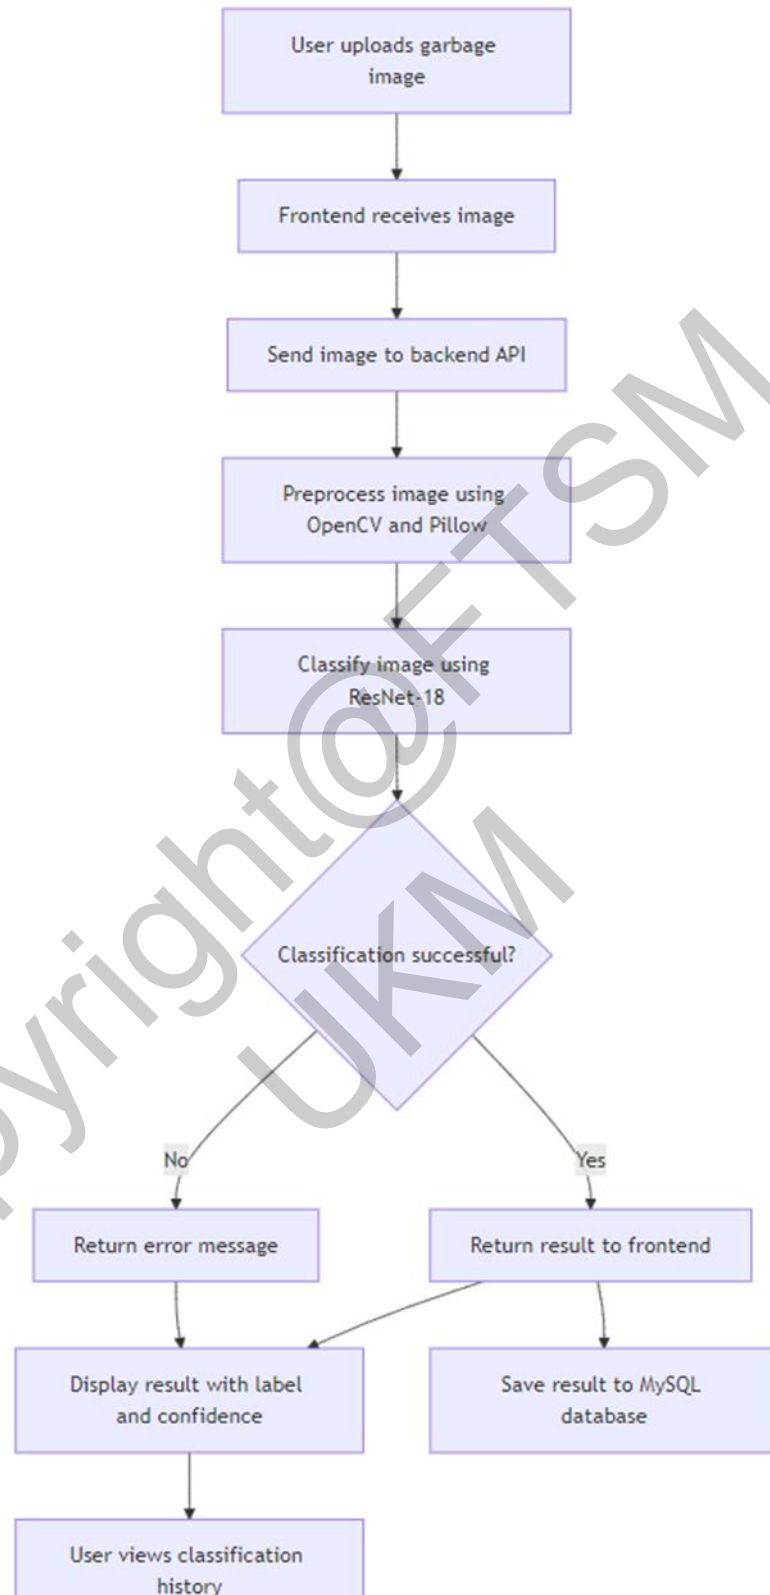 User uploads garbage
image
Frontend receives image
Send image to backend API
Preprocess image using
OpenCV and Pillow
Classify image using
ResNet-18
Classification successful?
No
Yes
Return error message
Return result to frontend
Display result with label
and confidence
Save result to MySQL
database
User views classification
history
pyright@FTSM
UKM